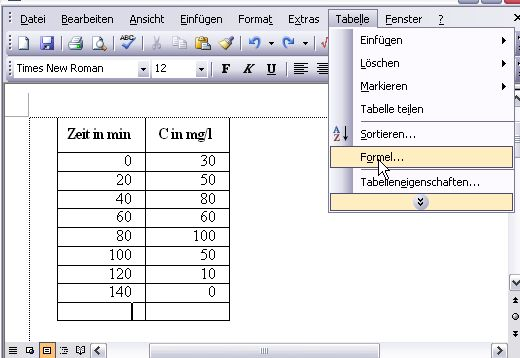 Datei Bearbeiten Ansicht Einfügen Format Extras Tabelle Fenster ?
Times New Roman 12 F K U
Einfügen
Löschen
Markieren
Tabelle teilen
Sortieren...
Formel...
Tabelleneigenschaften...
Zeit in min C in mg/l
0 30
20 50
40 80
60 60
80 100
100 50
120 10
140 0